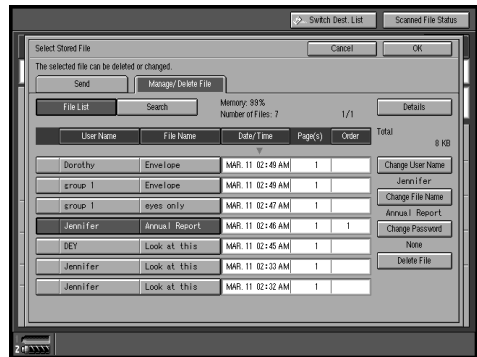 Switch Dest. List Scanned File Status
Select Stored File Cancel OK
The selected file can be deleted or changed.
Send Manage/Delete File
File List Search Memory: 99% Number of Files: 7 1/1 Details
User Name File Name Date/Time Page(s) Order Total
8 KB
Dorothy Envelope MAR. 11 02:49 AM 1 Change User Name
Jennifer
group 1 Envelope MAR. 11 02:49 AM 1
Change File Name
group 1 eyes only MAR. 11 02:47 AM 1
Annual Report
Jennifer Annual Report MAR. 11 02:46 AM 1 1 Change Password
DEY Look at this MAR. 11 02:45 AM 1 None
Jennifer Look at this MAR. 11 02:33 AM 1 Delete File
Jennifer Look at this MAR. 11 02:32 AM 1
2